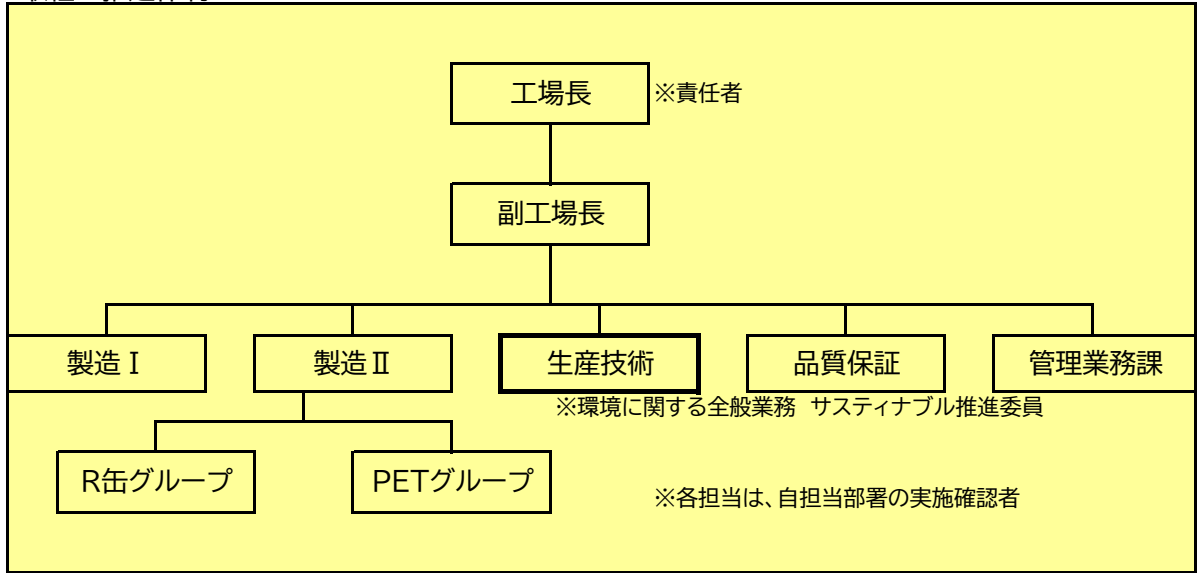 工場長
※責任者
副工場長
製造Ⅰ
製造Ⅱ
生産技術
品質保証
管理業務課
※環境に関する全般業務 サスティナブル推進委員
R缶グループ
PETグループ
※各担当は、自担当部署の実施確認者